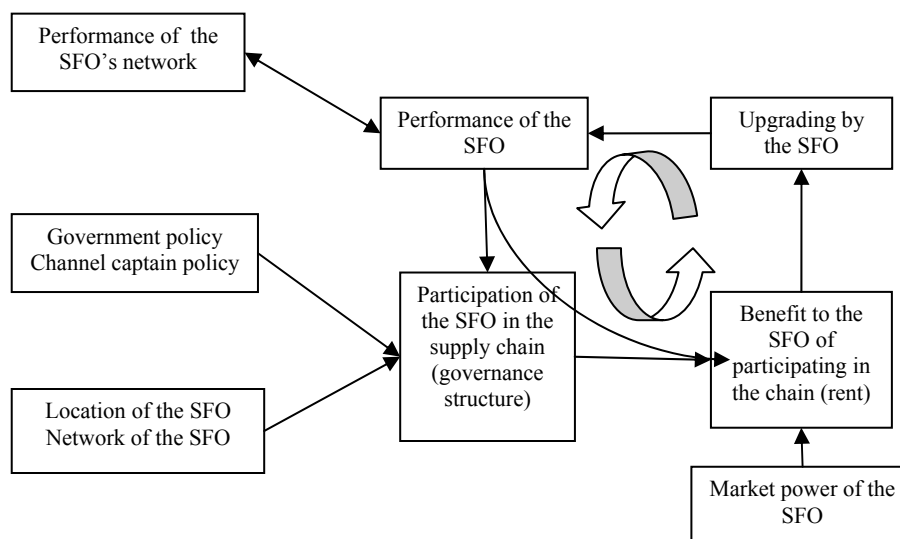 Performance of the
SFO’s network
Performance of the
SFO
Upgrading by
the SFO
Government policy
Channel captain policy
Participation of
the SFO in the
supply chain
(governance
structure)
Benefit to the
SFO of
participating in
the chain (rent)
Location of the SFO
Network of the SFO
Market power of the
SFO